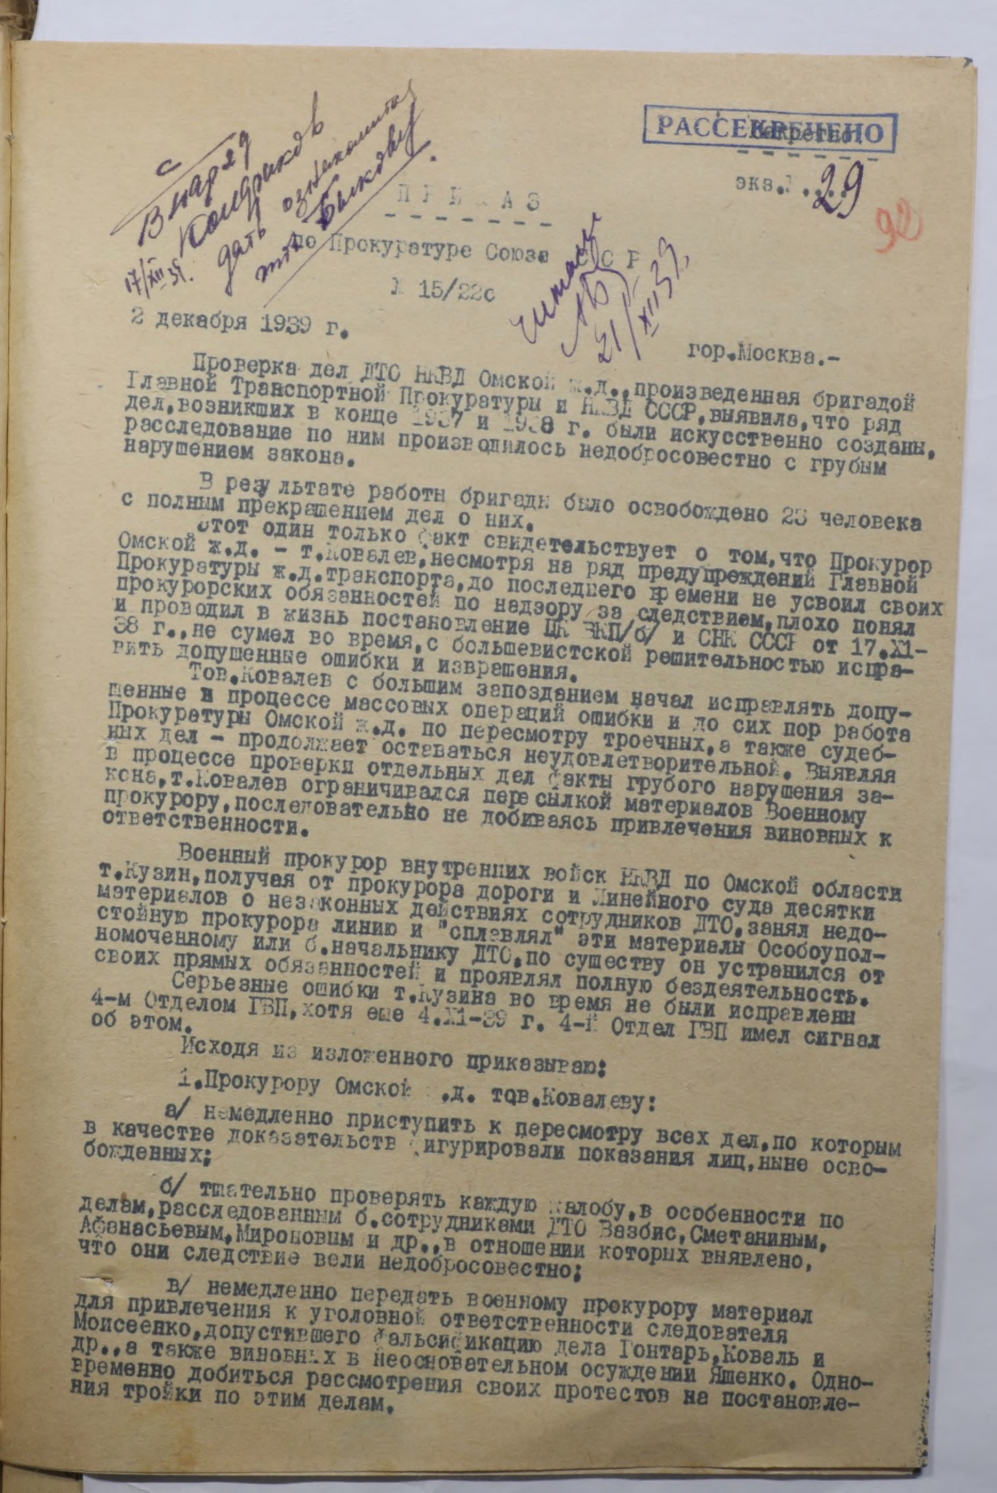 РАССЕКРЕЧЕНО
Секретно.
экз. 29
92
В наряд
дать ознакомиться
тт. Быкову
17/XII 39.
ПРИКАЗ
по Прокуратуре Союза ССР
№ 15/22с
читал
21/XII 39.
2 декабря 1939 г.
гор.Москва.-
Проверка дел ДТО НКВД Омской ж.д.,произведенная бригадой
Главной Транспортной Прокуратуры и НКВД СССР,выявила,что ряд
дел,возникших в конце 1937 и 1938 г. были искусственно созданы,
расследование по ним производилось недобросовестно с грубым
нарушением закона.
В результате работы бригады было освобождено 23 человека
с полным прекращением дел о них.
Этот один только факт свидетельствует о том,что Прокурор
Омской ж.д. - т.Ковалев,несмотря на ряд предупреждений Главной
Прокуратуры ж.д.транспорта,до последнего времени не усвоил своих
прокурорских обязанностей по надзору за следствием,плохо понял
и проводил в жизнь постановление ЦК ВКП/б/ и СНК СССР от 17.XI-
38 г.,не сумел во время,с большевистской решительностью испра-
вить допущенные ошибки и извращения.
Тов.Ковалев с большим запозданием начал исправлять допу-
щенные в процессе массовых операций ошибки и до сих пор работа
Прокуратуры Омской ж.д. по пересмотру троечных,а также судеб-
ных дел - продолжает оставаться неудовлетворительной. Выявляя
в процессе проверки отдельных дел факты грубого нарушения за-
кона,т.Ковалев ограничивался пересылкой материалов Военному
прокурору,последовательно не добиваясь привлечения виновных к
ответственности.
Военный прокурор внутренних войск НКВД по Омской области
т.Кузин,получая от прокурора дороги и Линейного суда десятки
материалов о незаконных действиях сотрудников ДТО,занял недо-
стойную прокурора линию и "сплавлял" эти материалы Особоупол-
номоченному или б.начальнику ДТО,по существу он устранился от
своих прямых обязанностей и проявлял полную бездеятельность.
Серьезные ошибки т.Кузина во время не были исправлены
4-м Отделом ГВП,хотя еще 4.XI-39 г. 4-й Отдел ГВП имел сигнал
об этом.
Исходя из изложенного приказываю:
1.Прокурору Омской ж.д. тов.Ковалеву:
а/ немедленно приступить к пересмотру всех дел,по которым
в качестве доказательств фигурировали показания лиц,ныне осво-
божденных;
б/ тщательно проверять каждую жалобу,в особенности по
делам,расследованным б.сотрудниками ДТО Вазбис,Сметаниным,
Афанасьевым,Мироновым и др.,в отношении которых выявлено,
что они следствие вели недобросовестно;
в/ немедленно передать военному прокурору материал
для привлечения к уголовной ответственности следователя
Моисеенко,допустившего фальсификацию дела Гонтарь,Коваль и
др.,а также виновных в неосновательном осуждении Яшенко. Одно-
временно добиться рассмотрения своих протестов на постановле-
ния тройки по этим делам.